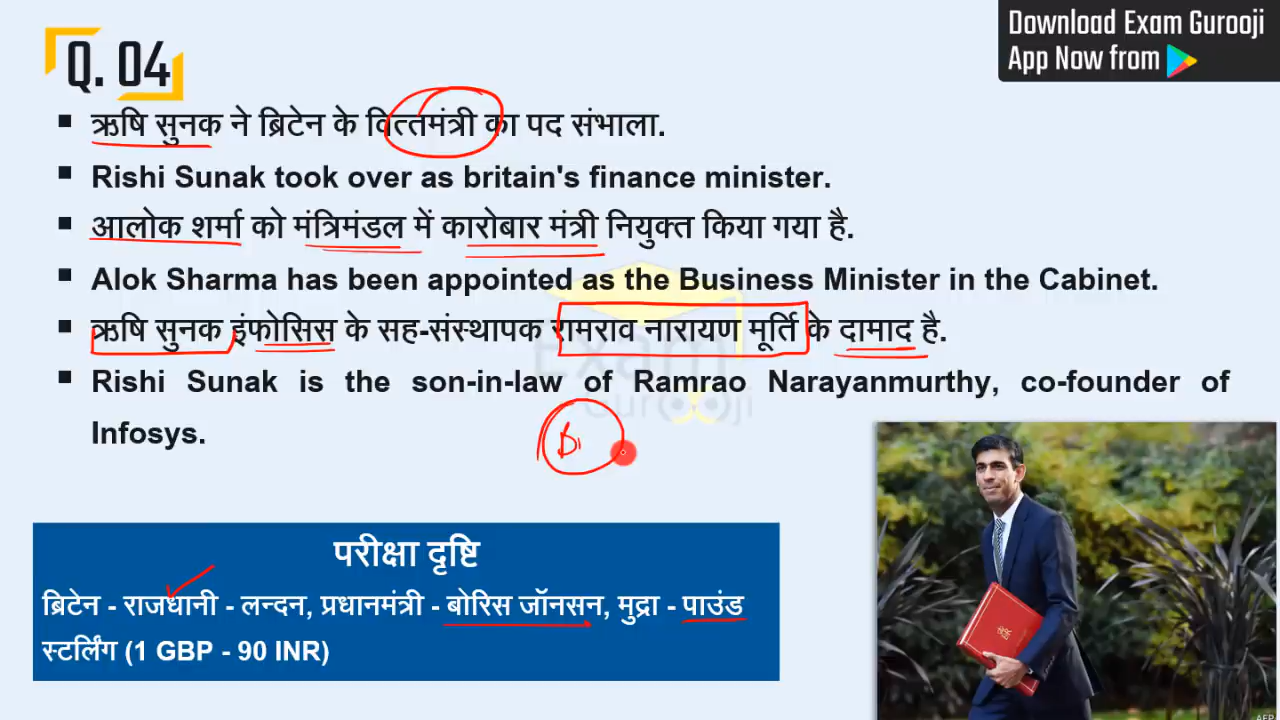 Download Exam Gurooji
App Now from
Q. 04
ऋषि सुनक ने ब्रिटेन के वित्तमंत्री का पद संभाला.
Rishi Sunak took over as britain's finance minister.
आलोक शर्मा को मंत्रिमंडल में कारोबार मंत्री नियुक्त किया गया है.
Alok Sharma has been appointed as the Business Minister in the Cabinet.
ऋषि सुनक इंफोसिस के सह-संस्थापक रामराव नारायण मूर्ति के दामाद है.
Rishi Sunak is the son-in-law of Ramrao Narayanmurthy, co-founder of
Infosys.
Exam
Gurooji
परीक्षा दृष्टि
ब्रिटेन - राजधानी - लन्दन, प्रधानमंत्री - बोरिस जॉनसन, मुद्रा - पाउंड
स्टर्लिंग (1 GBP - 90 INR)
AFP